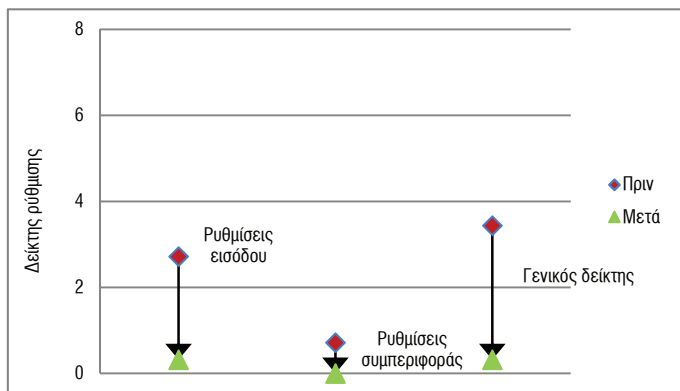 Δείκτης ρύθμισης
8
6
4
2
0
Ρυθμίσεις
εισόδου
Ρυθμίσεις
συμπεριφοράς
Γενικός δείκτης
Πριν
Μετά